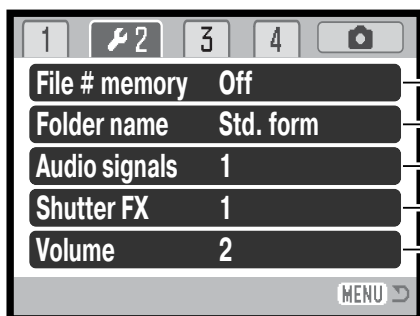 1 2 3 4
File # memory Off
Folder name Std. form
Audio signals 1
Shutter FX 1
Volume 2
MENU